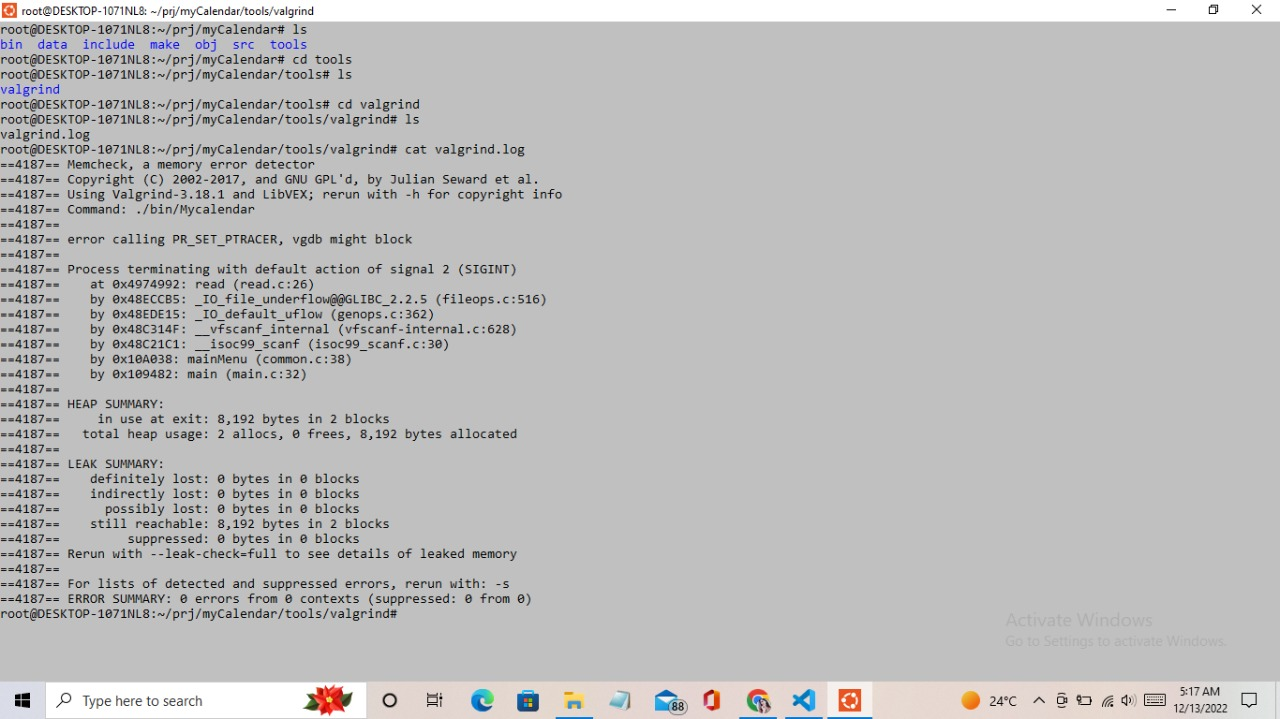 root@DESKTOP-1071NL8: ~/prj/myCalendar/tools/valgrind
root@DESKTOP-1071NL8:~/prj/myCalendar# ls
bin  data  include  make  obj  src  tools
root@DESKTOP-1071NL8:~/prj/myCalendar# cd tools
root@DESKTOP-1071NL8:~/prj/myCalendar/tools# ls
valgrind
root@DESKTOP-1071NL8:~/prj/myCalendar/tools# cd valgrind
root@DESKTOP-1071NL8:~/prj/myCalendar/tools/valgrind# ls
valgrind.log
root@DESKTOP-1071NL8:~/prj/myCalendar/tools/valgrind# cat valgrind.log
==4187== Memcheck, a memory error detector
==4187== Copyright (C) 2002-2017, and GNU GPL'd, by Julian Seward et al.
==4187== Using Valgrind-3.18.1 and LibVEX; rerun with -h for copyright info
==4187== Command: ./bin/Mycalendar
==4187==
==4187== error calling PR_SET_PTRACER, vgdb might block
==4187==
==4187== Process terminating with default action of signal 2 (SIGINT)
==4187==    at 0x4974992: read (read.c:26)
==4187==    by 0x48ECCB5: _IO_file_underflow@@GLIBC_2.2.5 (fileops.c:516)
==4187==    by 0x48EDE15: _IO_default_uflow (genops.c:362)
==4187==    by 0x48C314F: __vfscanf_internal (vfscanf-internal.c:628)
==4187==    by 0x48C21C1: __isoc99_scanf (isoc99_scanf.c:30)
==4187==    by 0x10A038: mainMenu (common.c:38)
==4187==    by 0x109482: main (main.c:32)
==4187==
==4187== HEAP SUMMARY:
==4187==     in use at exit: 8,192 bytes in 2 blocks
==4187==   total heap usage: 2 allocs, 0 frees, 8,192 bytes allocated
==4187==
==4187== LEAK SUMMARY:
==4187==    definitely lost: 0 bytes in 0 blocks
==4187==    indirectly lost: 0 bytes in 0 blocks
==4187==      possibly lost: 0 bytes in 0 blocks
==4187==    still reachable: 8,192 bytes in 2 blocks
==4187==         suppressed: 0 bytes in 0 blocks
==4187== Rerun with --leak-check=full to see details of leaked memory
==4187==
==4187== For lists of detected and suppressed errors, rerun with: -s
==4187== ERROR SUMMARY: 0 errors from 0 contexts (suppressed: 0 from 0)
root@DESKTOP-1071NL8:~/prj/myCalendar/tools/valgrind#
Activate Windows
Go to Settings to activate Windows.
Type here to search
88
24°C
5:17 AM
12/13/2022